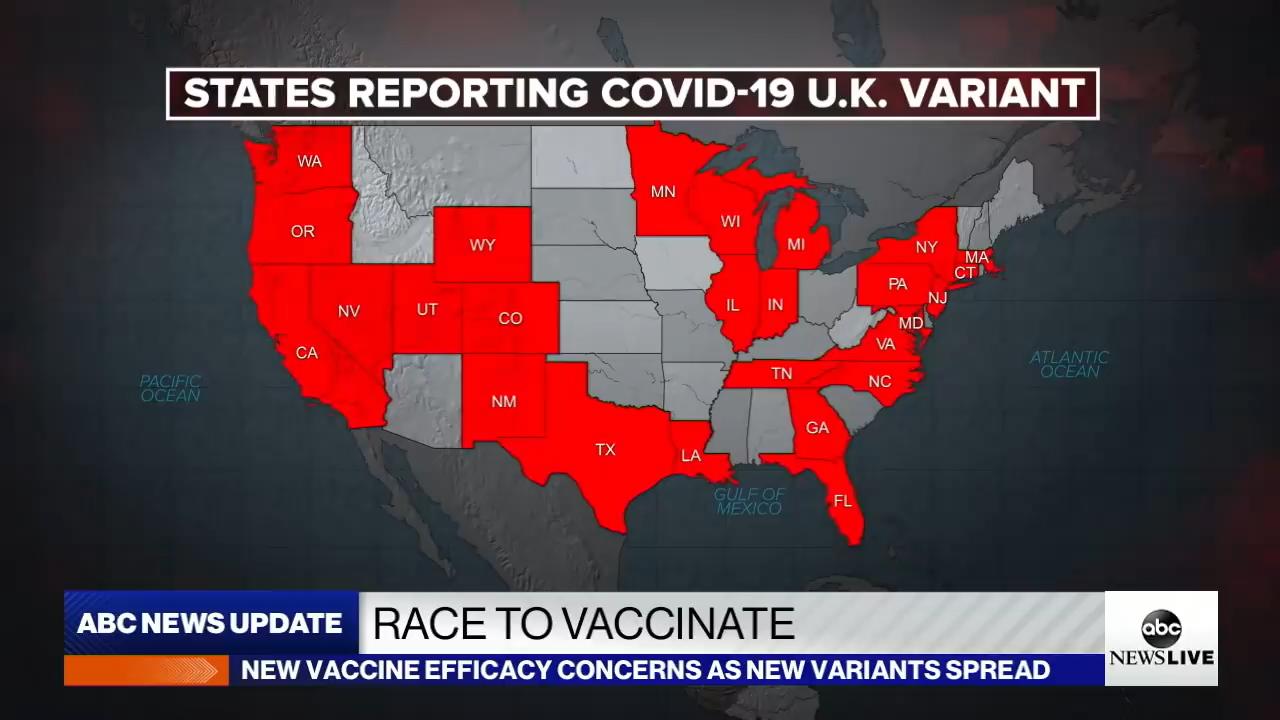 STATES REPORTING COVID-19 U.K. VARIANT
WA
OR
CA
NV
UT
WY
CO
NM
TX
LA
MN
WI
MI
IL
IN
TN
GA
FL
NC
VA
MD
PA
NJ
NY
CT
MA
PACIFIC
OCEAN
ATLANTIC
OCEAN
GULF OF
MEXICO
ABC NEWS UPDATE
RACE TO VACCINATE
NEW VACCINE EFFICACY CONCERNS AS NEW VARIANTS SPREAD
abc
NEWSLIVE